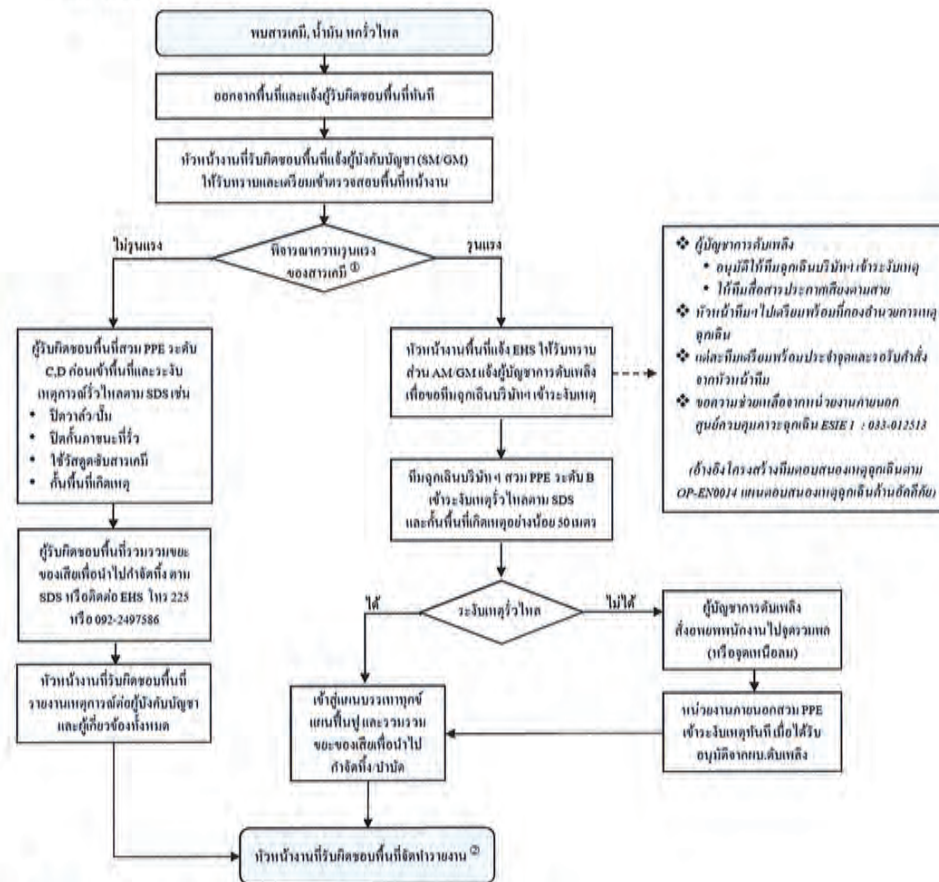 พบสารเคมี, น้ำมัน หกรั่วไหล
ออกจากพื้นที่และแจ้งผู้รับผิดชอบพื้นที่ทันที
หัวหน้างานที่รับผิดชอบพื้นที่แจ้งผู้บังคับบัญชา (SM/GM)
ให้รับทราบและเตรียมเข้าตรวจสอบพื้นที่หน้างาน
พิจารณาความรุนแรง
ของสารเคมี ①
ไม่รุนแรง
รุนแรง
ผู้รับผิดชอบพื้นที่สวม PPE ระดับ
C,D ก่อนเข้าพื้นที่และระงับ
เหตุการณ์รั่วไหลตาม SDS เช่น
• ปิดวาล์ว/ปั๊ม
• ปิดกั้นภาชนะที่รั่ว
• ใช้วัสดุดูดซับสารเคมี
• กั้นพื้นที่เกิดเหตุ
ผู้รับผิดชอบพื้นที่รวบรวมขยะ
ของเสียเพื่อนำไปกำจัดทิ้ง ตาม
SDS หรือติดต่อ EHS โทร 225
หรือ 092-2497586
หัวหน้างานที่รับผิดชอบพื้นที่
รายงานเหตุการณ์ต่อผู้บังคับบัญชา
และผู้เกี่ยวข้องทั้งหมด
หัวหน้างานพื้นที่แจ้ง EHS ให้รับทราบ
ส่วน AM/GM แจ้งผู้บัญชาการดับเพลิง
เพื่อขอทีมฉุกเฉินบริษัทฯ เข้าระงับเหตุ
❖ ผู้บัญชาการดับเพลิง
• อนุมัติให้ทีมฉุกเฉินบริษัทฯ เข้าระงับเหตุ
• ให้ทีมสื่อสารประกาศเสียงตามสาย
❖ หัวหน้าทีมฯ ไปเตรียมพร้อมที่กองอำนวยการเหตุ
ฉุกเฉิน
❖ แต่ละทีมเตรียมพร้อมประจำจุดและรอรับคำสั่ง
จากหัวหน้าทีม
❖ ขอความช่วยเหลือจากหน่วยงานภายนอก
ศูนย์ควบคุมภาวะฉุกเฉิน ESIE 1 : 033-012513
(อ้างอิงโครงสร้างทีมตอบสนองเหตุฉุกเฉินตาม
OP-EN0014 แผนตอบสนองเหตุฉุกเฉินด้านอัคคีภัย)
ทีมฉุกเฉินบริษัท ฯ สวม PPE ระดับ B
เข้าระงับเหตุรั่วไหลตาม SDS
และกั้นพื้นที่เกิดเหตุอย่างน้อย 50 เมตร
ระงับเหตุรั่วไหล
ได้
ไม่ได้
ผู้บัญชาการดับเพลิง
สั่งอพยพพนักงานไปจุดรวมพล
(หรือจุดเหนือลม)
หน่วยงานภายนอกสวม PPE
เข้าระงับเหตุทันทีเมื่อได้รับ
อนุมัติจากผบ.ดับเพลิง
เข้าสู่แผนบรรเทาทุกข์
แผนฟื้นฟู และรวบรวม
ขยะของเสียเพื่อนำไป
กำจัดทิ้ง/บำบัด
หัวหน้างานที่รับผิดชอบพื้นที่จัดทำรายงาน ②